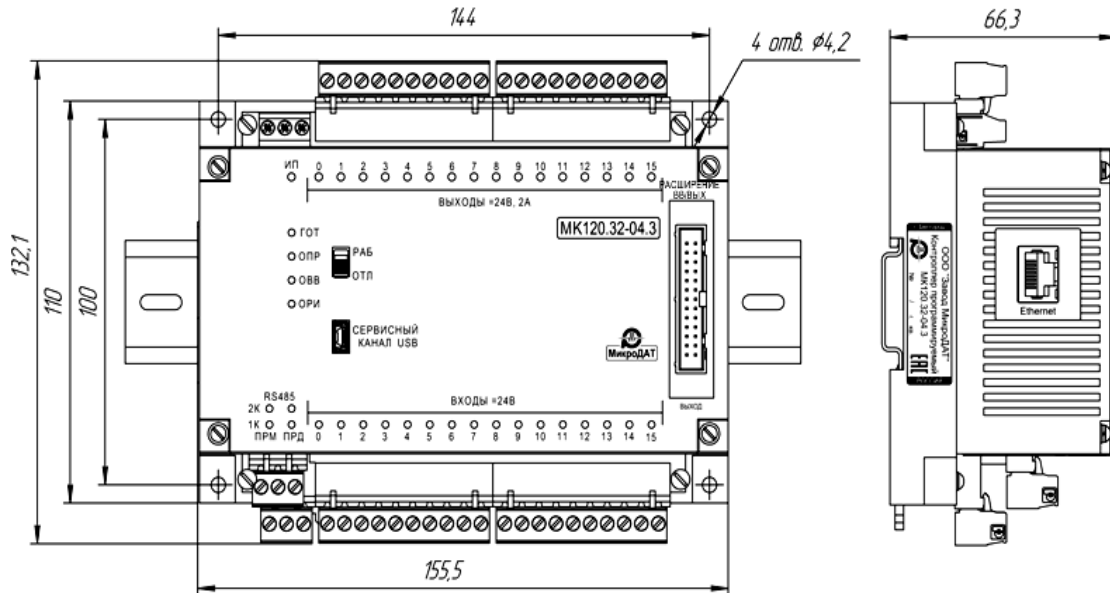 144
66,3
4 отв. ϕ4,2
ИП 0 1 2 3 4 5 6 7 8 9 10 11 12 13 14 15
ВЫХОДЫ =24В, 2А
РАСШИРЕНИЕ
ВВ/ВЫХ
МК120.32-04.3
ГОТ
ОПР
ОВВ
ОРИ
РАБ
ОТЛ
СЕРВИСНЫЙ
КАНАЛ USB
МикроДАТ
132,1
110
100
RS485
2К
1К
ПРМ ПРД
ВХОДЫ =24В
ВЫХОД
0 1 2 3 4 5 6 7 8 9 10 11 12 13 14 15
155,5
ООО "Завод МикроДАТ"
Контроллер программируемый
МК120.32-04.3
№
EAC
Ethernet